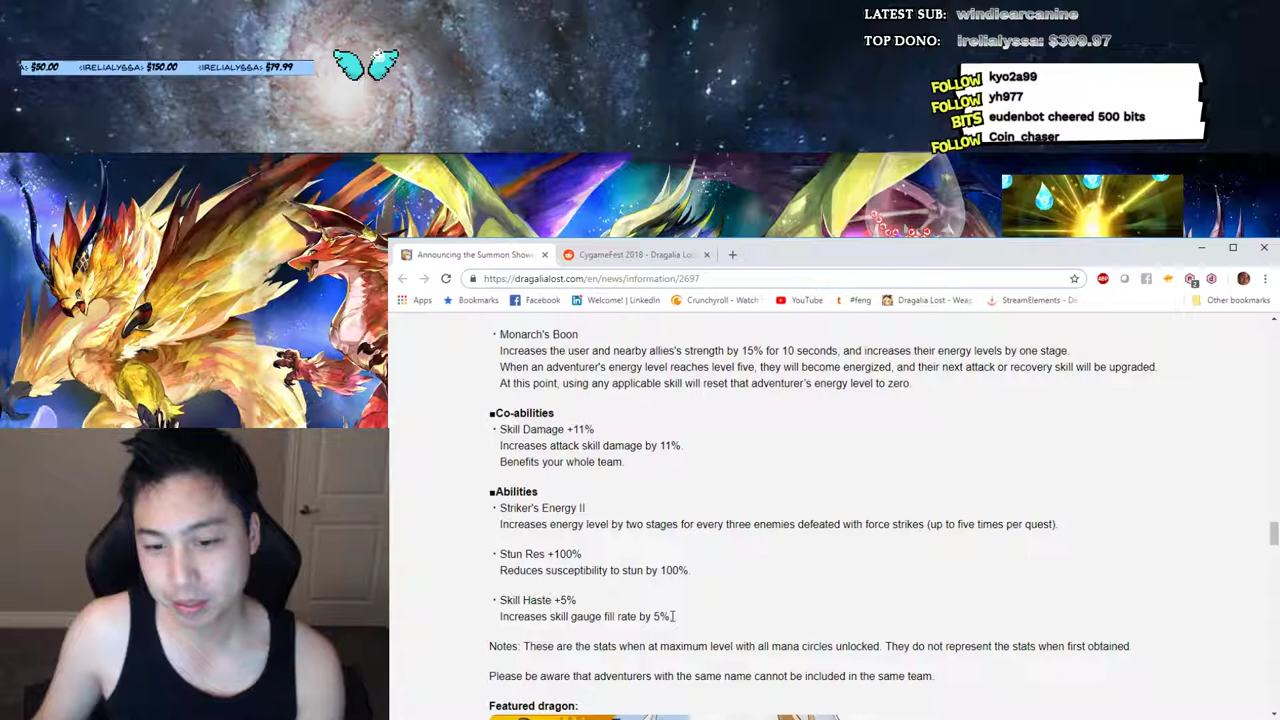 LATEST SUB: windiearcanine
TOP DONO: irelialyssa: $399.97
A: $50.00 <IRELIALYSSA> $150.00 <IRELIALYSSA> $79.99
FOLLOW kyo2a99
FOLLOW yh977
BITS eudenbot cheered 500 bits
FOLLOW Coin_chaser
Announcing the Summon Show
CygameFest 2018 - Dragalia Los
https://dragalialost.com/en/news/information/2697
Apps Bookmarks Facebook Welcome! | LinkedIn Crunchyroll - Watch YouTube #feng Dragalia Lost - Weap StreamElements - Other bookmarks
・Monarch's Boon
Increases the user and nearby allies's strength by 15% for 10 seconds, and increases their energy levels by one stage.
When an adventurer's energy level reaches level five, they will become energized, and their next attack or recovery skill will be upgraded.
At this point, using any applicable skill will reset that adventurer's energy level to zero.
■Co-abilities
・Skill Damage +11%
Increases attack skill damage by 11%.
Benefits your whole team.
■Abilities
・Striker's Energy II
Increases energy level by two stages for every three enemies defeated with force strikes (up to five times per quest).
・Stun Res +100%
Reduces susceptibility to stun by 100%.
・Skill Haste +5%
Increases skill gauge fill rate by 5%
Notes: These are the stats when at maximum level with all mana circles unlocked. They do not represent the stats when first obtained.
Please be aware that adventurers with the same name cannot be included in the same team.
Featured dragon: